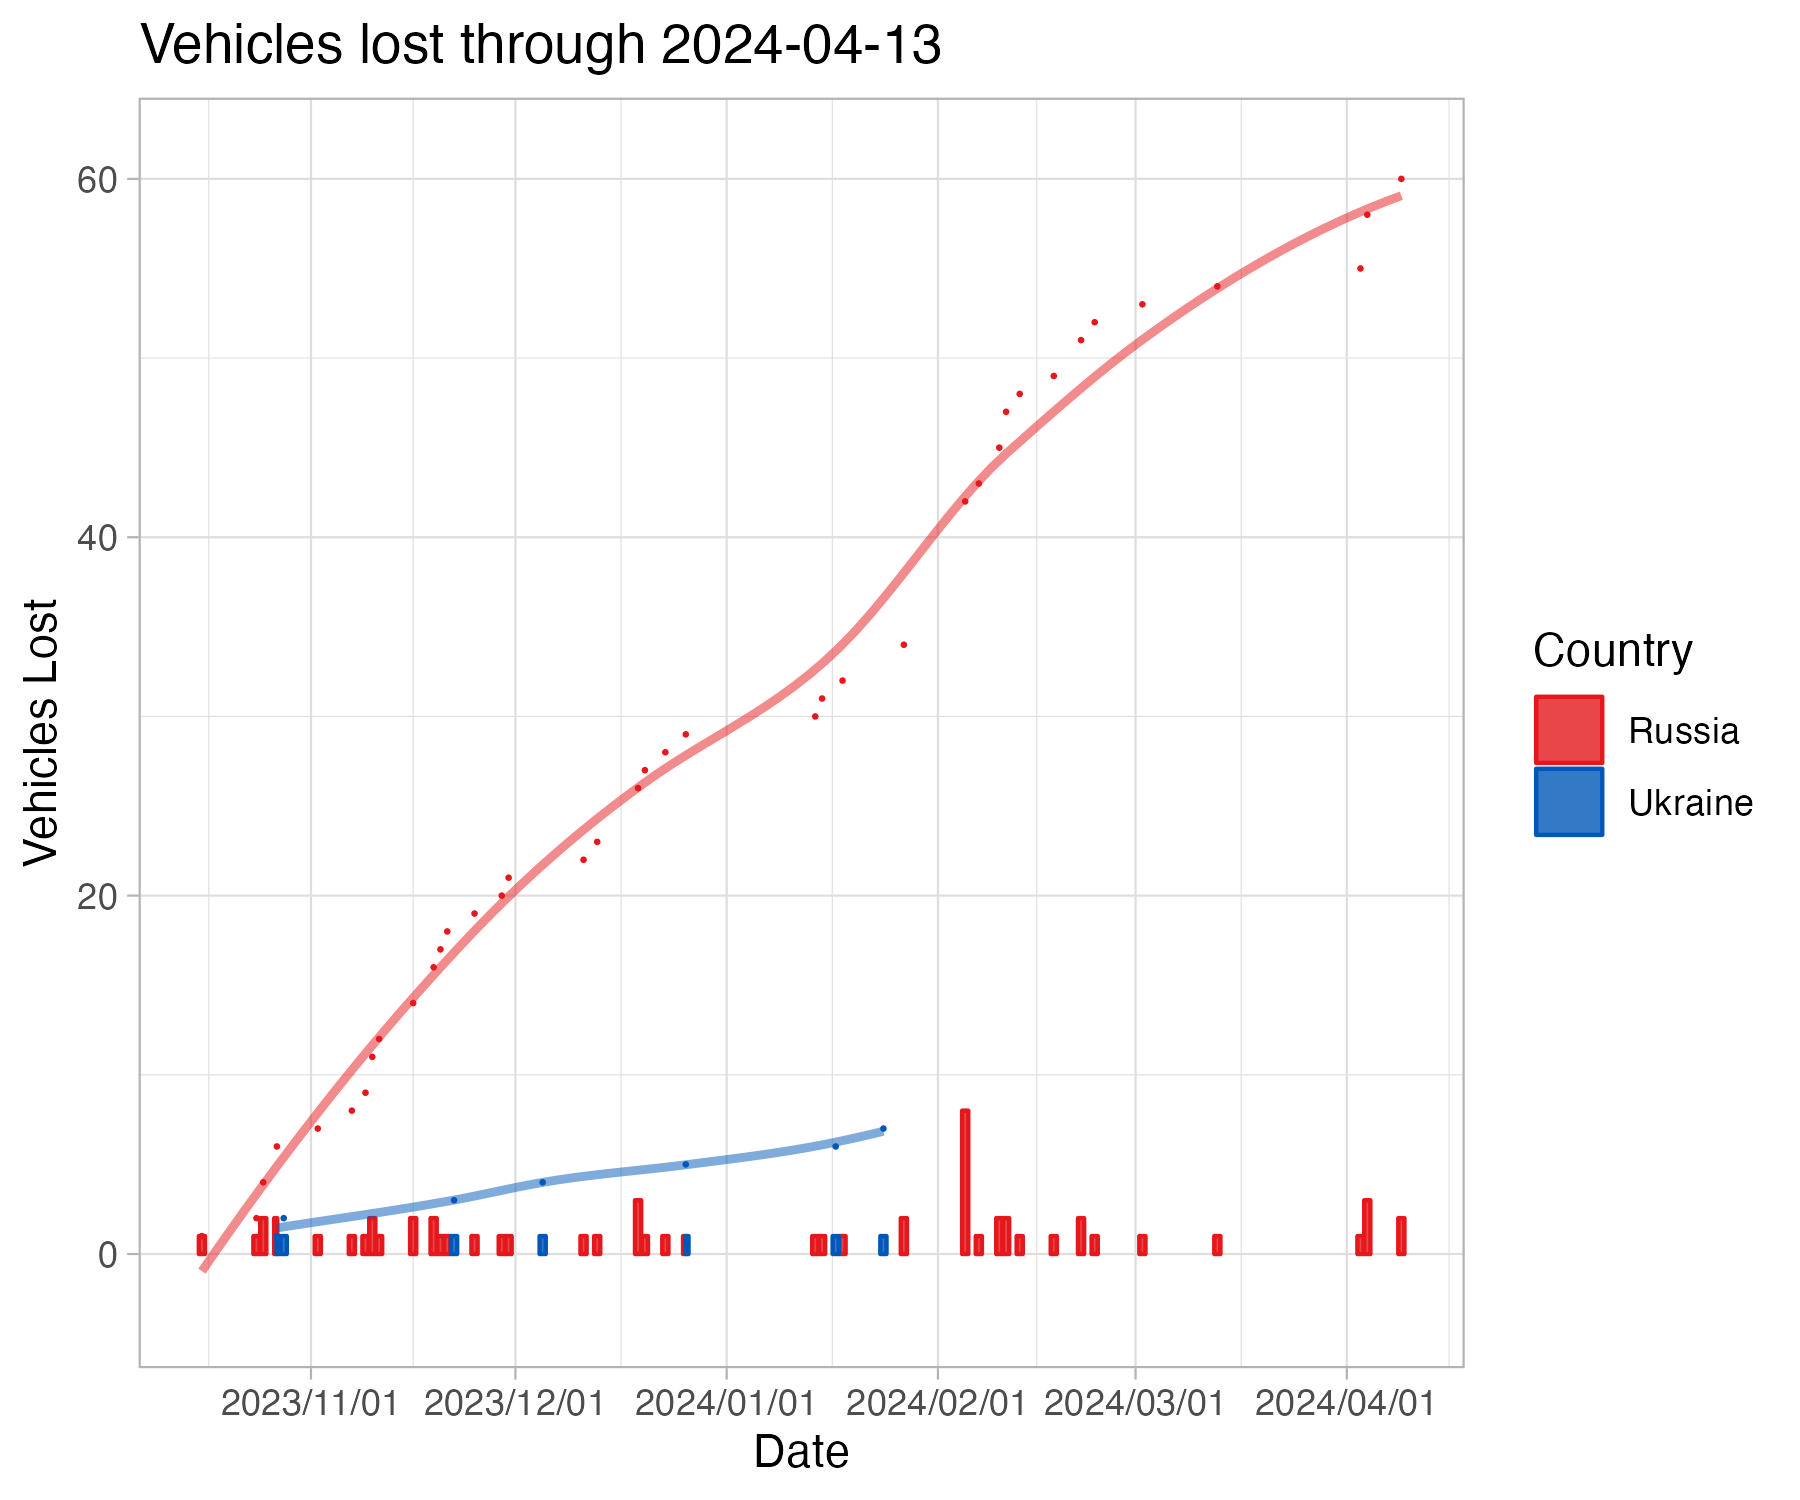 Vehicles lost through 2024-04-13
Vehicles Lost
60
40
20
0
2023/11/01 2023/12/01 2024/01/01 2024/02/01 2024/03/01 2024/04/01
Date
Country
Russia
Ukraine